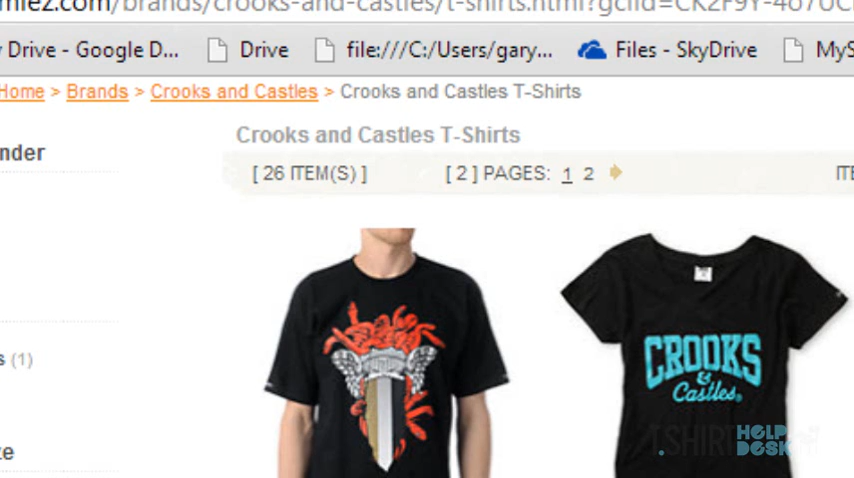 .com/brands/crooks-and-castles/t-shirts.html?gclid=
Drive - Google D... Drive file:///C:/Users/gary... Files - SkyDrive
Home > Brands > Crooks and Castles > Crooks and Castles T-Shirts
Crooks and Castles T-Shirts
nder
[ 26 ITEM(S) ] [ 2 ] PAGES: 1 2
s (1)
CROOKS
&
Castles
T.SHIRT HELP
DESK